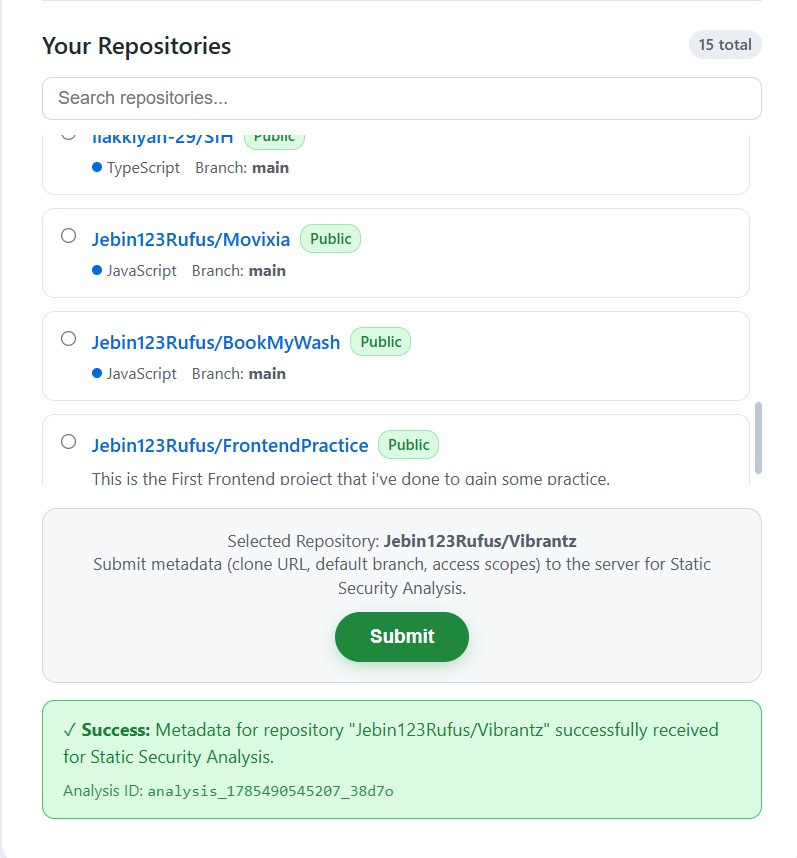 Your Repositories
15 total
Search repositories...
Public
TypeScript Branch: main
Jebin123Rufus/Movixia Public
JavaScript Branch: main
Jebin123Rufus/BookMyWash Public
JavaScript Branch: main
Jebin123Rufus/FrontendPractice Public
This is the First Frontend project that i've done to gain some practice.
Selected Repository: Jebin123Rufus/Vibrantz
Submit metadata (clone URL, default branch, access scopes) to the server for Static
Security Analysis.
Submit
✓ Success: Metadata for repository "Jebin123Rufus/Vibrantz" successfully received
for Static Security Analysis.
Analysis ID: analysis_1785490545207_38d7o